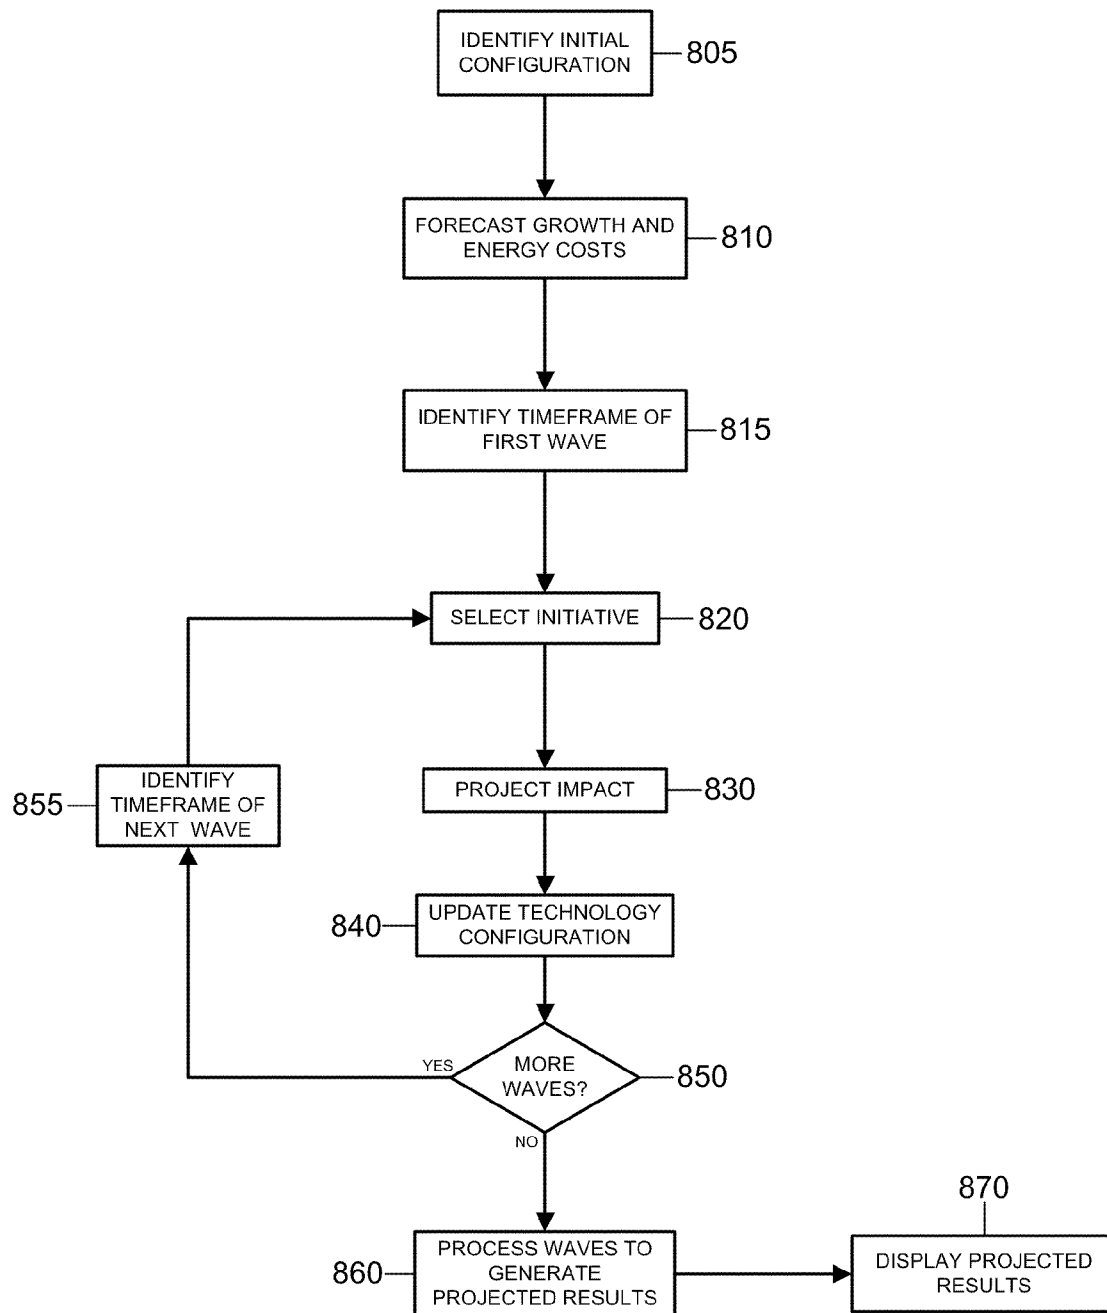 IDENTIFY INITIAL
CONFIGURATION
805
FORECAST GROWTH AND
ENERGY COSTS
810
IDENTIFY TIMEFRAME OF
FIRST WAVE
815
SELECT INITIATIVE
820
IDENTIFY
TIMEFRAME OF
NEXT WAVE
855
PROJECT IMPACT
830
UPDATE TECHNOLOGY
CONFIGURATION
840
YES
MORE
WAVES?
850
NO
PROCESS WAVES TO
GENERATE
PROJECTED RESULTS
860
870
DISPLAY PROJECTED
RESULTS